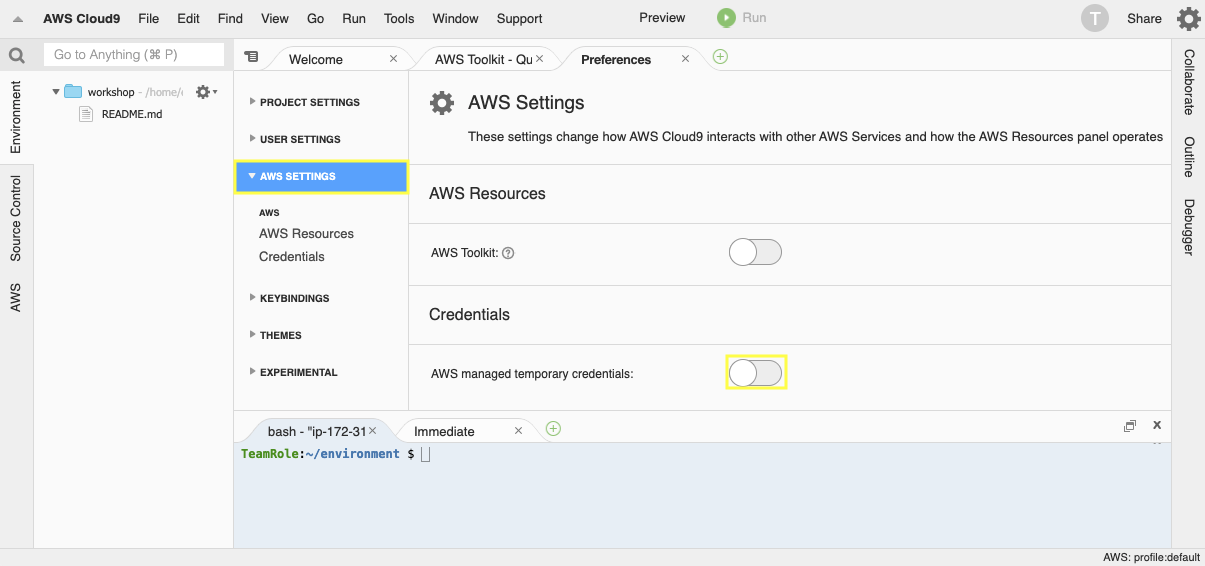 AWS Cloud9 File Edit Find View Go Run Tools Window Support Preview Run T Share
Go to Anything (⌘ P)
Welcome AWS Toolkit - Qu Preferences
Environment
Source Control
AWS
workshop - /home/
README.md
PROJECT SETTINGS
USER SETTINGS
AWS SETTINGS
AWS
AWS Resources
Credentials
KEYBINDINGS
THEMES
EXPERIMENTAL
AWS Settings
These settings change how AWS Cloud9 interacts with other AWS Services and how the AWS Resources panel operates
AWS Resources
AWS Toolkit: ?
Credentials
AWS managed temporary credentials:
Collaborate
Outline
Debugger
bash - "ip-172-31 Immediate
TeamRole:~/environment $
AWS: profile:default